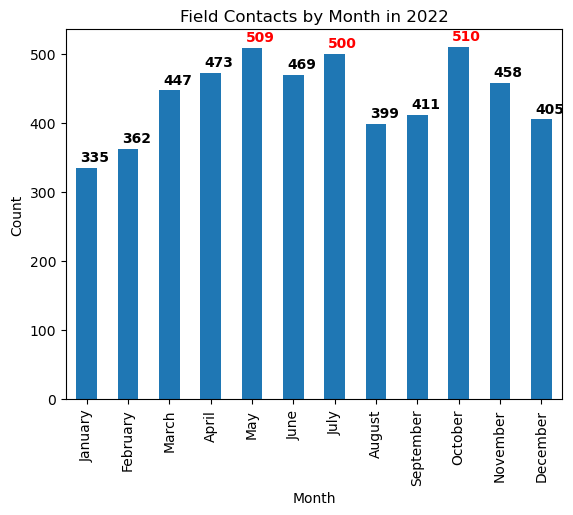 Field Contacts by Month in 2022
Count
500
400
300
200
100
0
335
362
447
473
509
469
500
399
411
510
458
405
January
February
March
April
May
June
July
August
September
October
November
December
Month